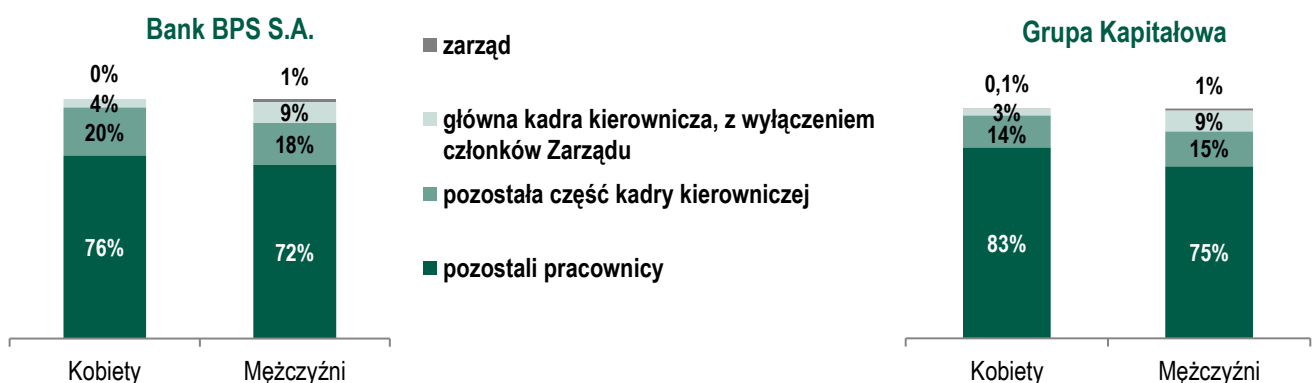 Bank BPS S.A.
0%
1%
4%
9%
20%
18%
76%
72%
Kobiety
Mężczyźni
zarząd
główna kadra kierownicza, z wyłączeniem
członków Zarządu
pozostała część kadry kierowniczej
pozostali pracownicy
Grupa Kapitałowa
0,1%
1%
3%
9%
14%
15%
83%
75%
Kobiety
Mężczyźni